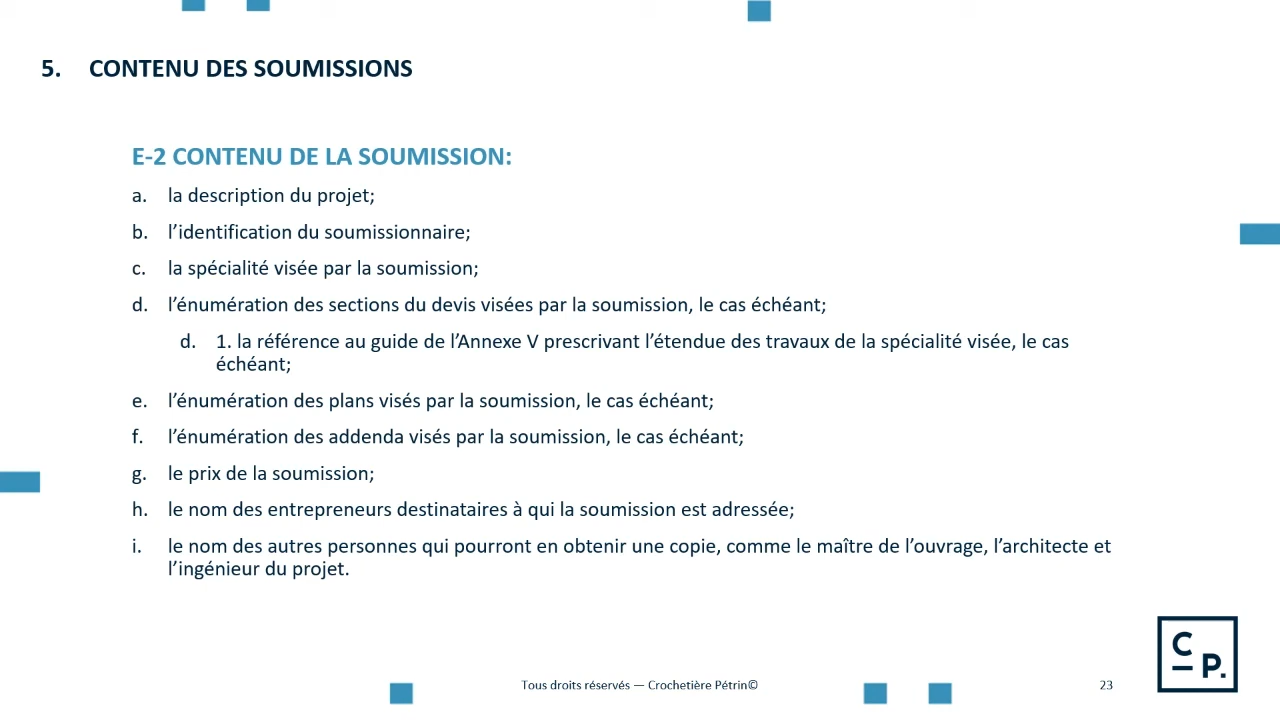 5. CONTENU DES SOUMISSIONS
E-2 CONTENU DE LA SOUMISSION:
a. la description du projet;
b. l’identification du soumissionnaire;
c. la spécialité visée par la soumission;
d. l’énumération des sections du devis visées par la soumission, le cas échéant;
d. 1. la référence au guide de l’Annexe V prescrivant l’étendue des travaux de la spécialité visée, le cas
échéant;
e. l’énumération des plans visés par la soumission, le cas échéant;
f. l’énumération des addenda visés par la soumission, le cas échéant;
g. le prix de la soumission;
h. le nom des entrepreneurs destinataires à qui la soumission est adressée;
i. le nom des autres personnes qui pourront en obtenir une copie, comme le maître de l’ouvrage, l’architecte et
l’ingénieur du projet.
C
P.
Tous droits réservés — Crochetière Pétrin©
23